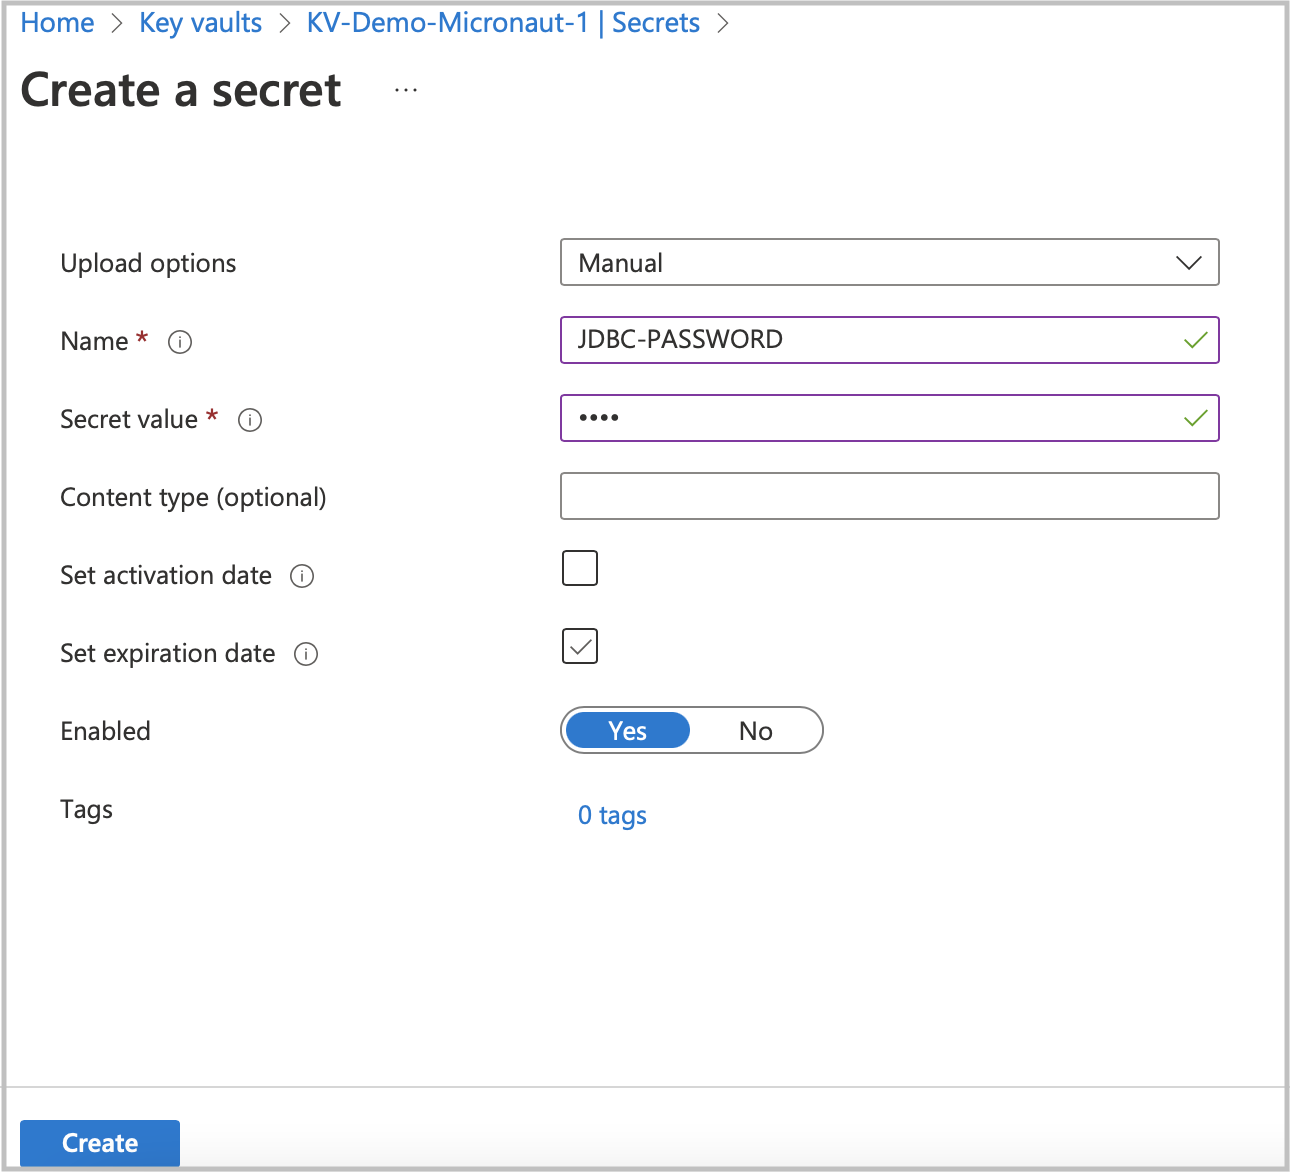 Home > Key vaults > KV-Demo-Micronaut-1 | Secrets >
Create a secret ...
Upload options Manual
Name * JDBC-PASSWORD
Secret value * ••••
Content type (optional)
Set activation date
Set expiration date
Enabled Yes No
Tags 0 tags
Create